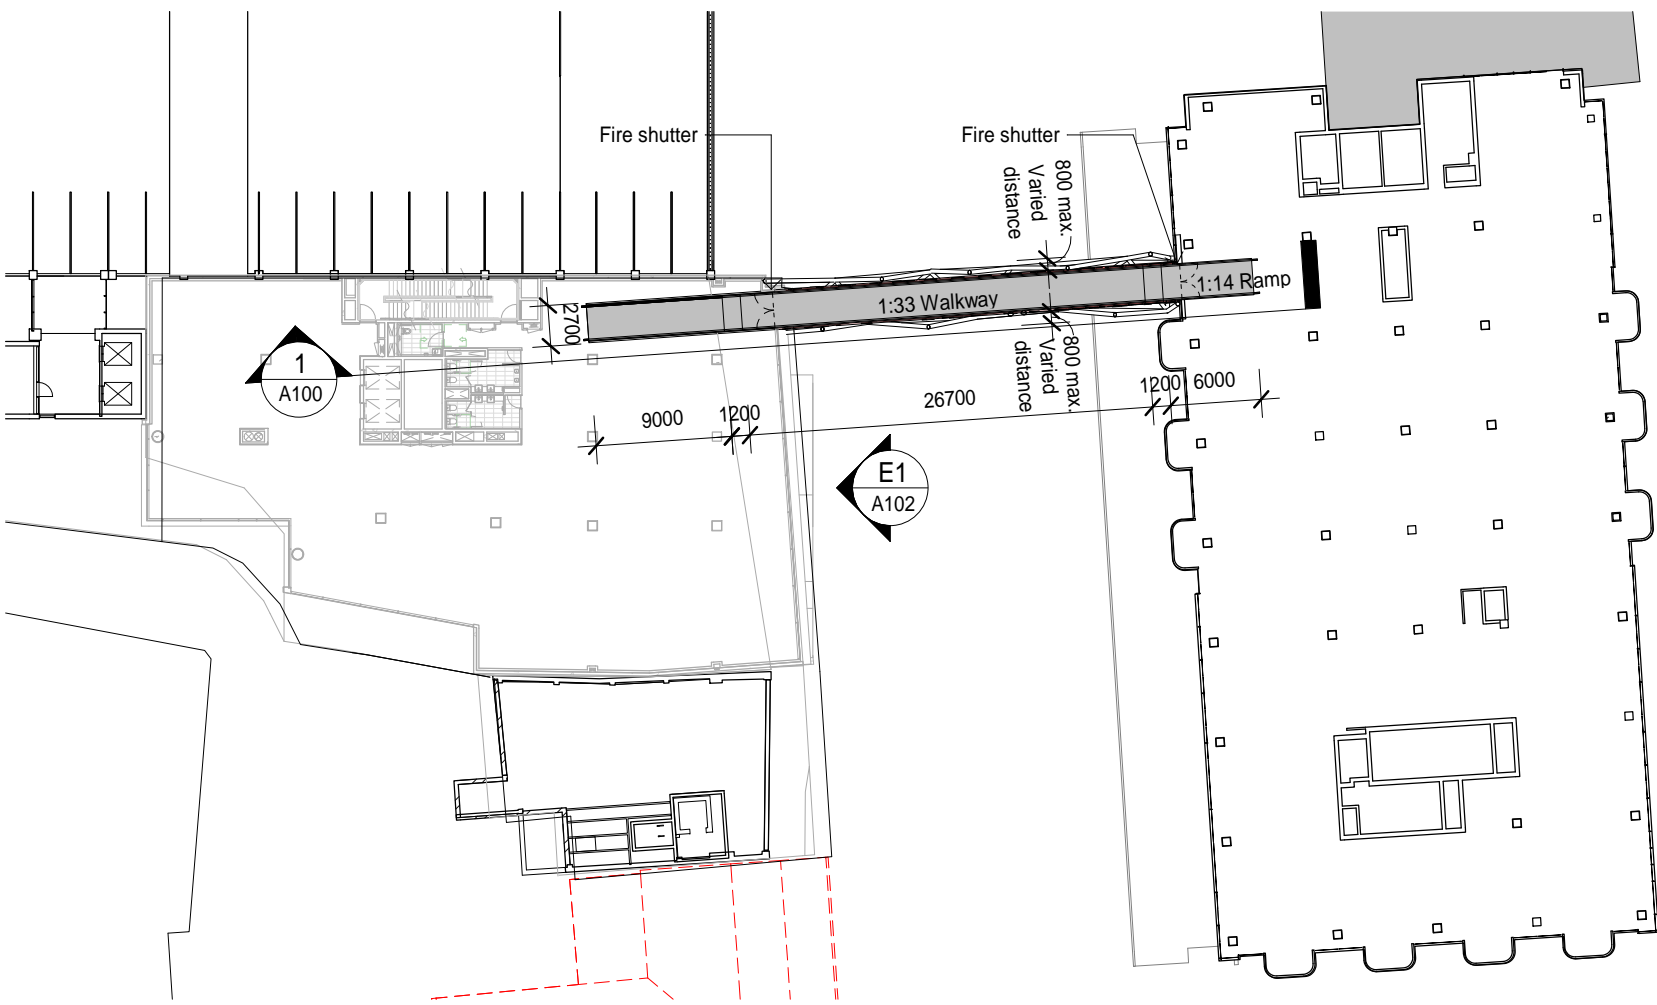 Fire shutter
Fire shutter
800 max.
Varied
distance
1:33 Walkway
1:14 Ramp
2700
800 max.
Varied
distance
1
A100
9000
1200
26700
1200
6000
E1
A102